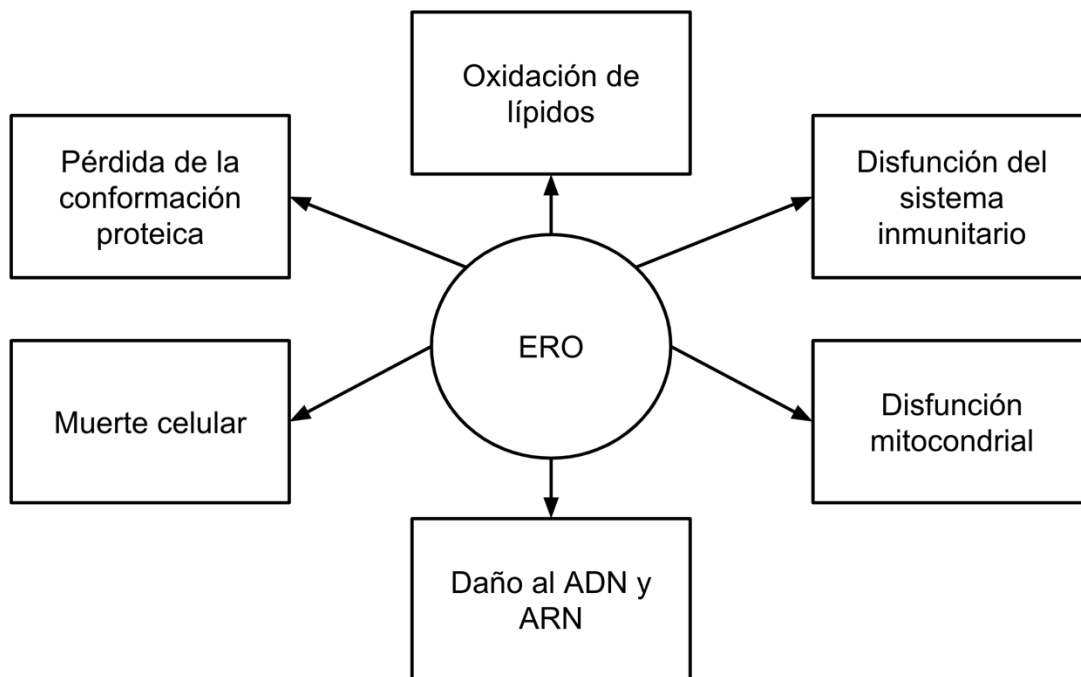 Oxidación de
lípidos
Pérdida de la
conformación
proteica
Disfunción del
sistema
inmunitario
ERO
Muerte celular
Disfunción
mitocondrial
Daño al ADN y
ARN